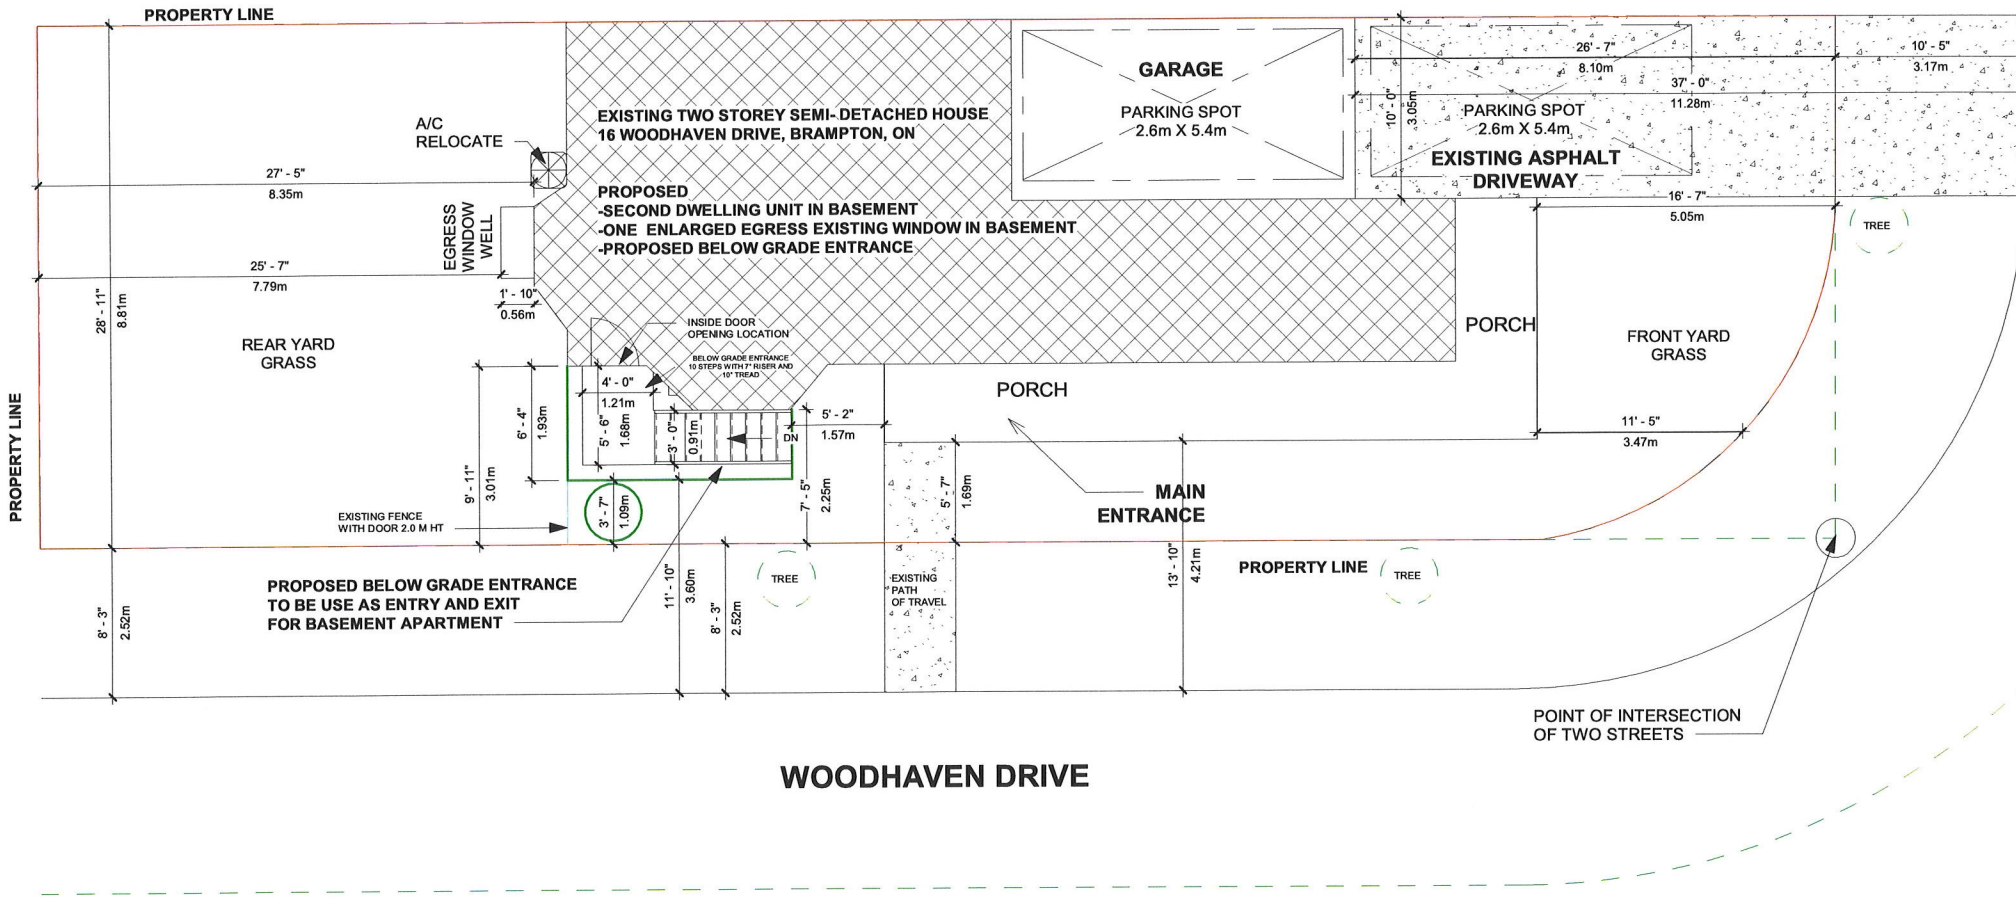 PROPERTY LINE
GARAGE
PARKING SPOT
2.6m X 5.4m
26' - 7"
8.10m
10' - 5"
3.17m
37' - 0"
11.28m
10' - 0"
3.05m
PARKING SPOT
2.6m X 5.4m
EXISTING ASPHALT
DRIVEWAY
16' - 7"
5.05m
TREE
A/C
RELOCATE
EXISTING TWO STOREY SEMI- DETACHED HOUSE
16 WOODHAVEN DRIVE, BRAMPTON, ON
PROPOSED
-SECOND DWELLING UNIT IN BASEMENT
-ONE ENLARGED EGRESS EXISTING WINDOW IN BASEMENT
-PROPOSED BELOW GRADE ENTRANCE
27' - 5"
8.35m
EGRESS
WINDOW
WELL
25' - 7"
7.79m
1' - 10"
0.56m
28' - 11"
8.81m
REAR YARD
GRASS
PROPERTY LINE
INSIDE DOOR
OPENING LOCATION
BELOW GRADE ENTRANCE
10 STEPS WITH 7" RISER AND
10" TREAD
4' - 0"
1.21m
6' - 4"
1.93m
5' - 6"
1.68m
3' - 0"
0.91m
DN
5' - 2"
1.57m
9' - 11"
3.01m
3' - 7"
1.09m
7' - 5"
2.25m
5' - 7"
1.69m
PORCH
PORCH
FRONT YARD
GRASS
11' - 5"
3.47m
MAIN
ENTRANCE
EXISTING FENCE
WITH DOOR 2.0 M HT
PROPOSED BELOW GRADE ENTRANCE
TO BE USE AS ENTRY AND EXIT
FOR BASEMENT APARTMENT
8' - 3"
2.52m
11' - 10"
3.60m
8' - 3"
2.52m
TREE
EXISTING
PATH
OF TRAVEL
13' - 10"
4.21m
PROPERTY LINE
TREE
POINT OF INTERSECTION
OF TWO STREETS
WOODHAVEN DRIVE